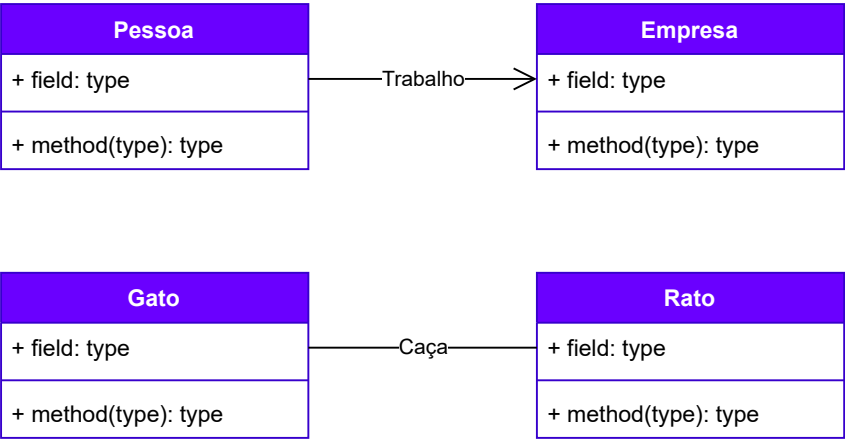 Pessoa
+ field: type
+ method(type): type
Trabalho
Empresa
+ field: type
+ method(type): type
Gato
+ field: type
+ method(type): type
Caça
Rato
+ field: type
+ method(type): type